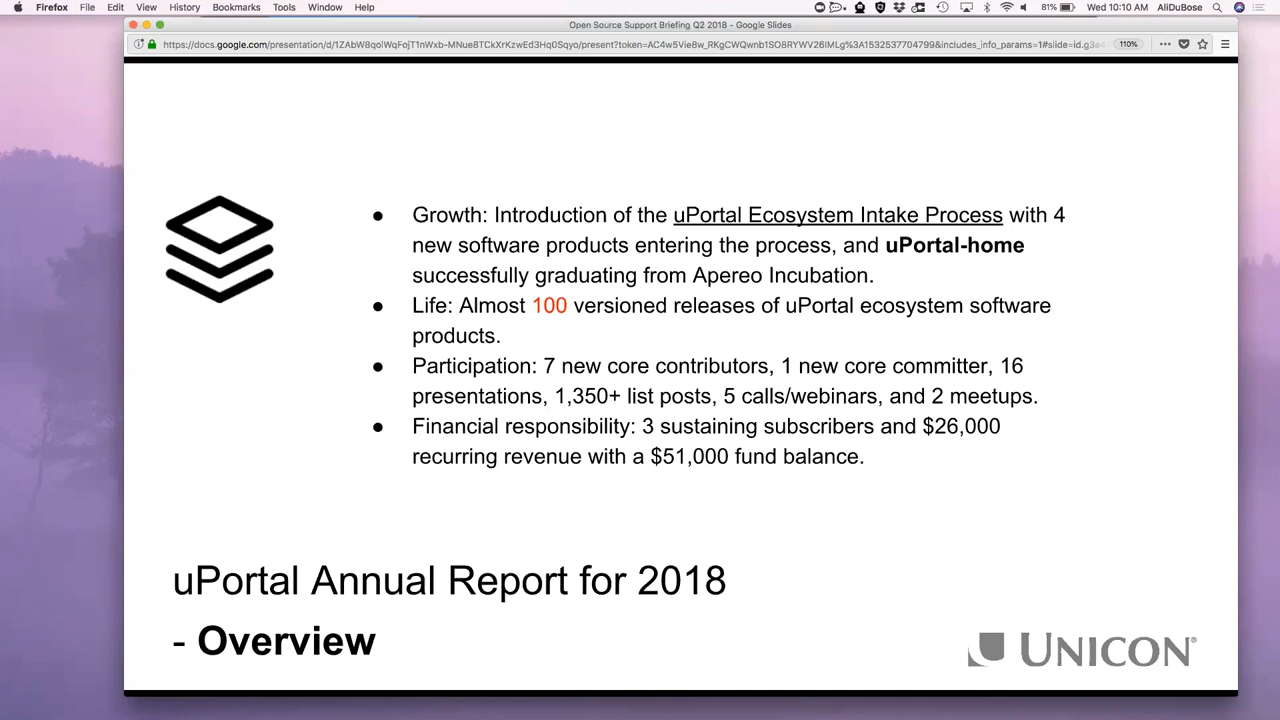 Firefox File Edit View History Bookmarks Tools Window Help 81% Wed 10:10 AM AliDuBose
Open Source Support Briefing Q2 2018 - Google Slides
110%
● Growth: Introduction of the uPortal Ecosystem Intake Process with 4
new software products entering the process, and uPortal-home
successfully graduating from Apereo Incubation.
● Life: Almost 100 versioned releases of uPortal ecosystem software
products.
● Participation: 7 new core contributors, 1 new core committer, 16
presentations, 1,350+ list posts, 5 calls/webinars, and 2 meetups.
● Financial responsibility: 3 sustaining subscribers and $26,000
recurring revenue with a $51,000 fund balance.
uPortal Annual Report for 2018
- Overview
UNICON®